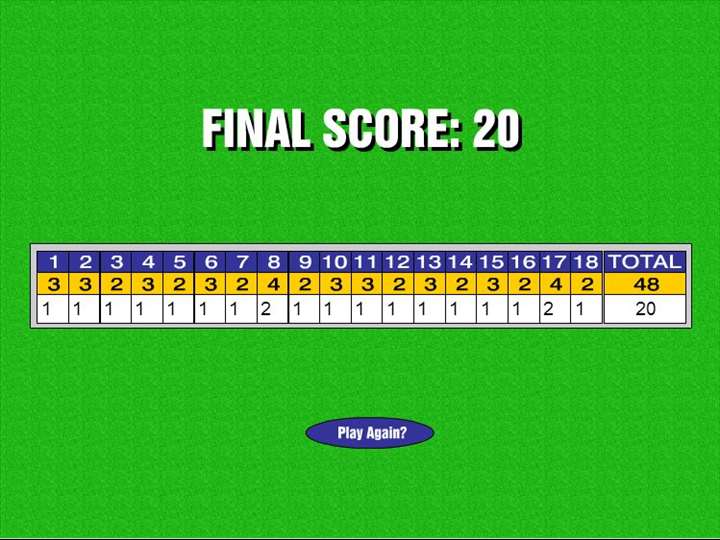 FINAL SCORE: 20
1 2 3 4 5 6 7 8 9 10 11 12 13 14 15 16 17 18 TOTAL
3 3 2 3 2 3 2 4 2 3 3 2 3 2 3 2 4 2 48
1 1 1 1 1 1 1 2 1 1 1 1 1 1 1 1 2 1 20
Play Again?